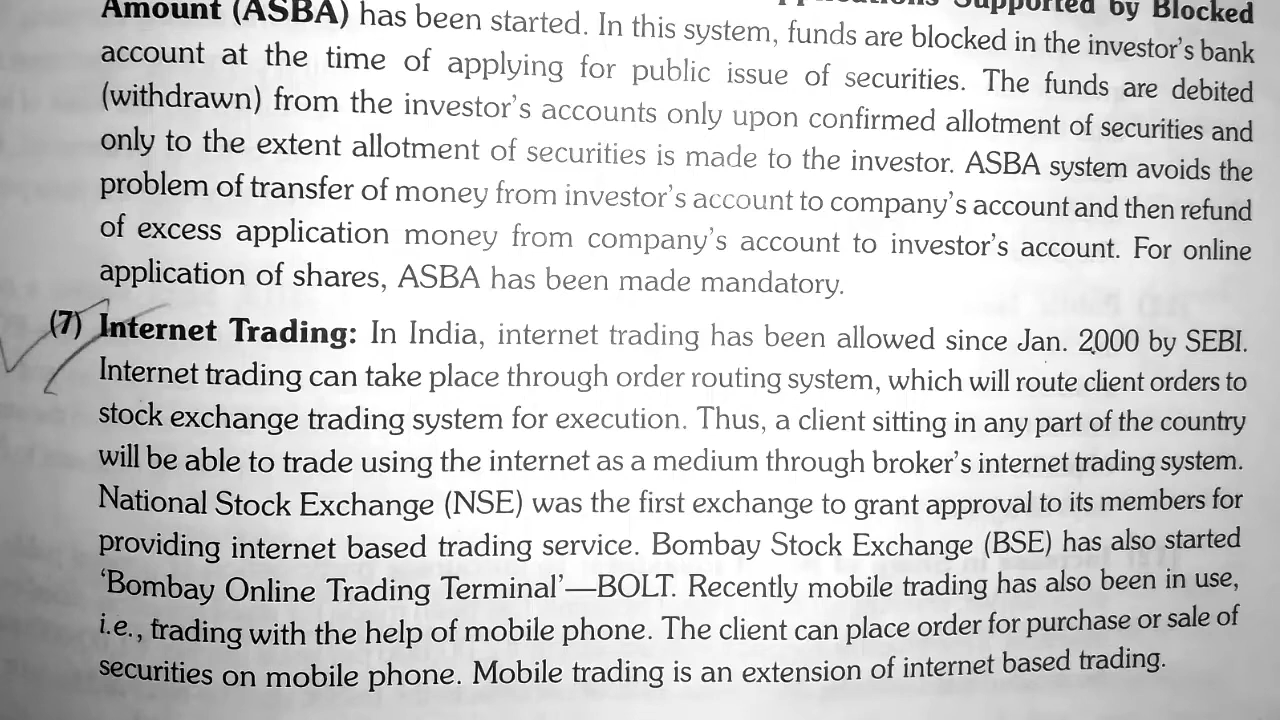 Supported by Blocked
Amount (ASBA) has been started. In this system, funds are blocked in the investor's bank
account at the time of applying for public issue of securities. The funds are debited
(withdrawn) from the investor's accounts only upon confirmed allotment of securities and
only to the extent allotment of securities is made to the investor. ASBA system avoids the
problem of transfer of money from investor's account to company's account and then refund
of excess application money from company's account to investor's account. For online
application of shares, ASBA has been made mandatory.
(7) Internet Trading: In India, internet trading has been allowed since Jan. 2000 by SEBI.
Internet trading can take place through order routing system, which will route client orders to
stock exchange trading system for execution. Thus, a client sitting in any part of the country
will be able to trade using the internet as a medium through broker's internet trading system.
National Stock Exchange (NSE) was the first exchange to grant approval to its members for
providing internet based trading service. Bombay Stock Exchange (BSE) has also started
'Bombay Online Trading Terminal'—BOLT. Recently mobile trading has also been in use,
i.e., trading with the help of mobile phone. The client can place order for purchase or sale of
securities on mobile phone. Mobile trading is an extension of internet based trading.